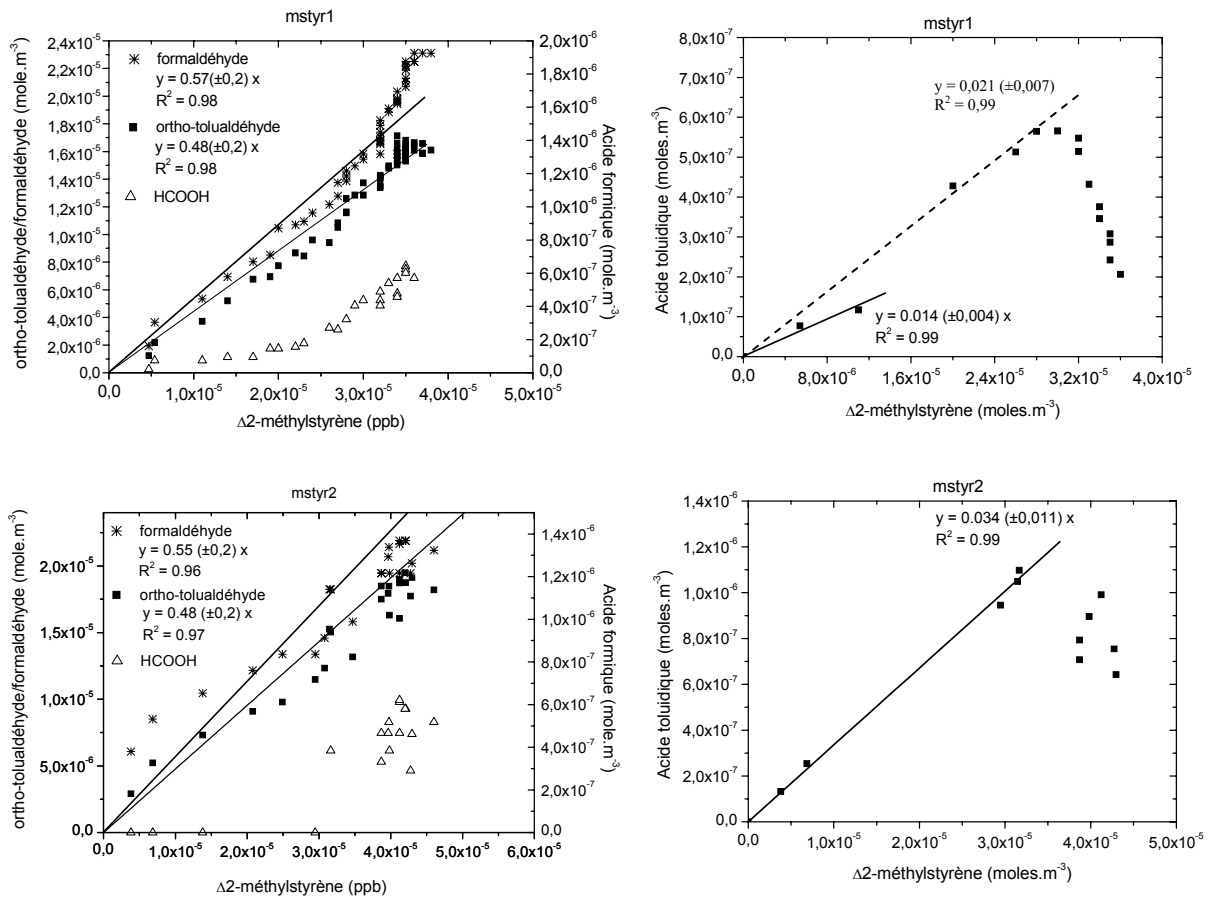 mstyr1
ortho-tolualdéhyde/formaldéhyde (mole.m⁻³)
2,4x10⁻⁵
2,2x10⁻⁵
2,0x10⁻⁵
1,8x10⁻⁵
1,6x10⁻⁵
1,4x10⁻⁵
1,2x10⁻⁵
1,0x10⁻⁵
8,0x10⁻⁶
6,0x10⁻⁶
4,0x10⁻⁶
2,0x10⁻⁶
0,0
formaldéhyde
y = 0.57(±0,2) x
R² = 0.98
ortho-tolualdéhyde
y = 0.48(±0,2) x
R² = 0.98
HCOOH
2,0x10⁻⁶
1,8x10⁻⁶
1,6x10⁻⁶
1,4x10⁻⁶
1,2x10⁻⁶
1,0x10⁻⁶
8,0x10⁻⁷
6,0x10⁻⁷
4,0x10⁻⁷
2,0x10⁻⁷
0,0
Acide formique (mole.m⁻³)
0,0 1,0x10⁻⁵ 2,0x10⁻⁵ 3,0x10⁻⁵ 4,0x10⁻⁵ 5,0x10⁻⁵
Δ2-méthylstyrène (ppb)
mstyr1
Acide toluidique (moles.m⁻³)
8,0x10⁻⁷
7,0x10⁻⁷
6,0x10⁻⁷
5,0x10⁻⁷
4,0x10⁻⁷
3,0x10⁻⁷
2,0x10⁻⁷
1,0x10⁻⁷
0,0
y = 0,021 (±0,007)
R² = 0,99
y = 0.014 (±0,004) x
R² = 0.99
0,0 8,0x10⁻⁶ 1,6x10⁻⁵ 2,4x10⁻⁵ 3,2x10⁻⁵ 4,0x10⁻⁵
Δ2-méthylstyrène (moles.m⁻³)
mstyr2
ortho-tolualdéhyde/formaldéhyde (mole.m⁻³)
2,0x10⁻⁵
1,5x10⁻⁵
1,0x10⁻⁵
5,0x10⁻⁶
0,0
formaldéhyde
y = 0.55 (±0,2) x
R² = 0.96
ortho-tolualdéhyde
y = 0.48 (±0,2) x
R² = 0.97
HCOOH
1,4x10⁻⁶
1,2x10⁻⁶
1,0x10⁻⁶
8,0x10⁻⁷
6,0x10⁻⁷
4,0x10⁻⁷
2,0x10⁻⁷
0,0
Acide formique (mole.m⁻³)
0,0 1,0x10⁻⁵ 2,0x10⁻⁵ 3,0x10⁻⁵ 4,0x10⁻⁵ 5,0x10⁻⁵ 6,0x10⁻⁵
Δ2-méthylstyrène (ppb)
mstyr2
Acide toluidique (moles.m⁻³)
1,4x10⁻⁶
1,2x10⁻⁶
1,0x10⁻⁶
8,0x10⁻⁷
6,0x10⁻⁷
4,0x10⁻⁷
2,0x10⁻⁷
0,0
y = 0.034 (±0,011) x
R² = 0.99
0,0 1,0x10⁻⁵ 2,0x10⁻⁵ 3,0x10⁻⁵ 4,0x10⁻⁵ 5,0x10⁻⁵
Δ2-méthylstyrène (moles.m⁻³)